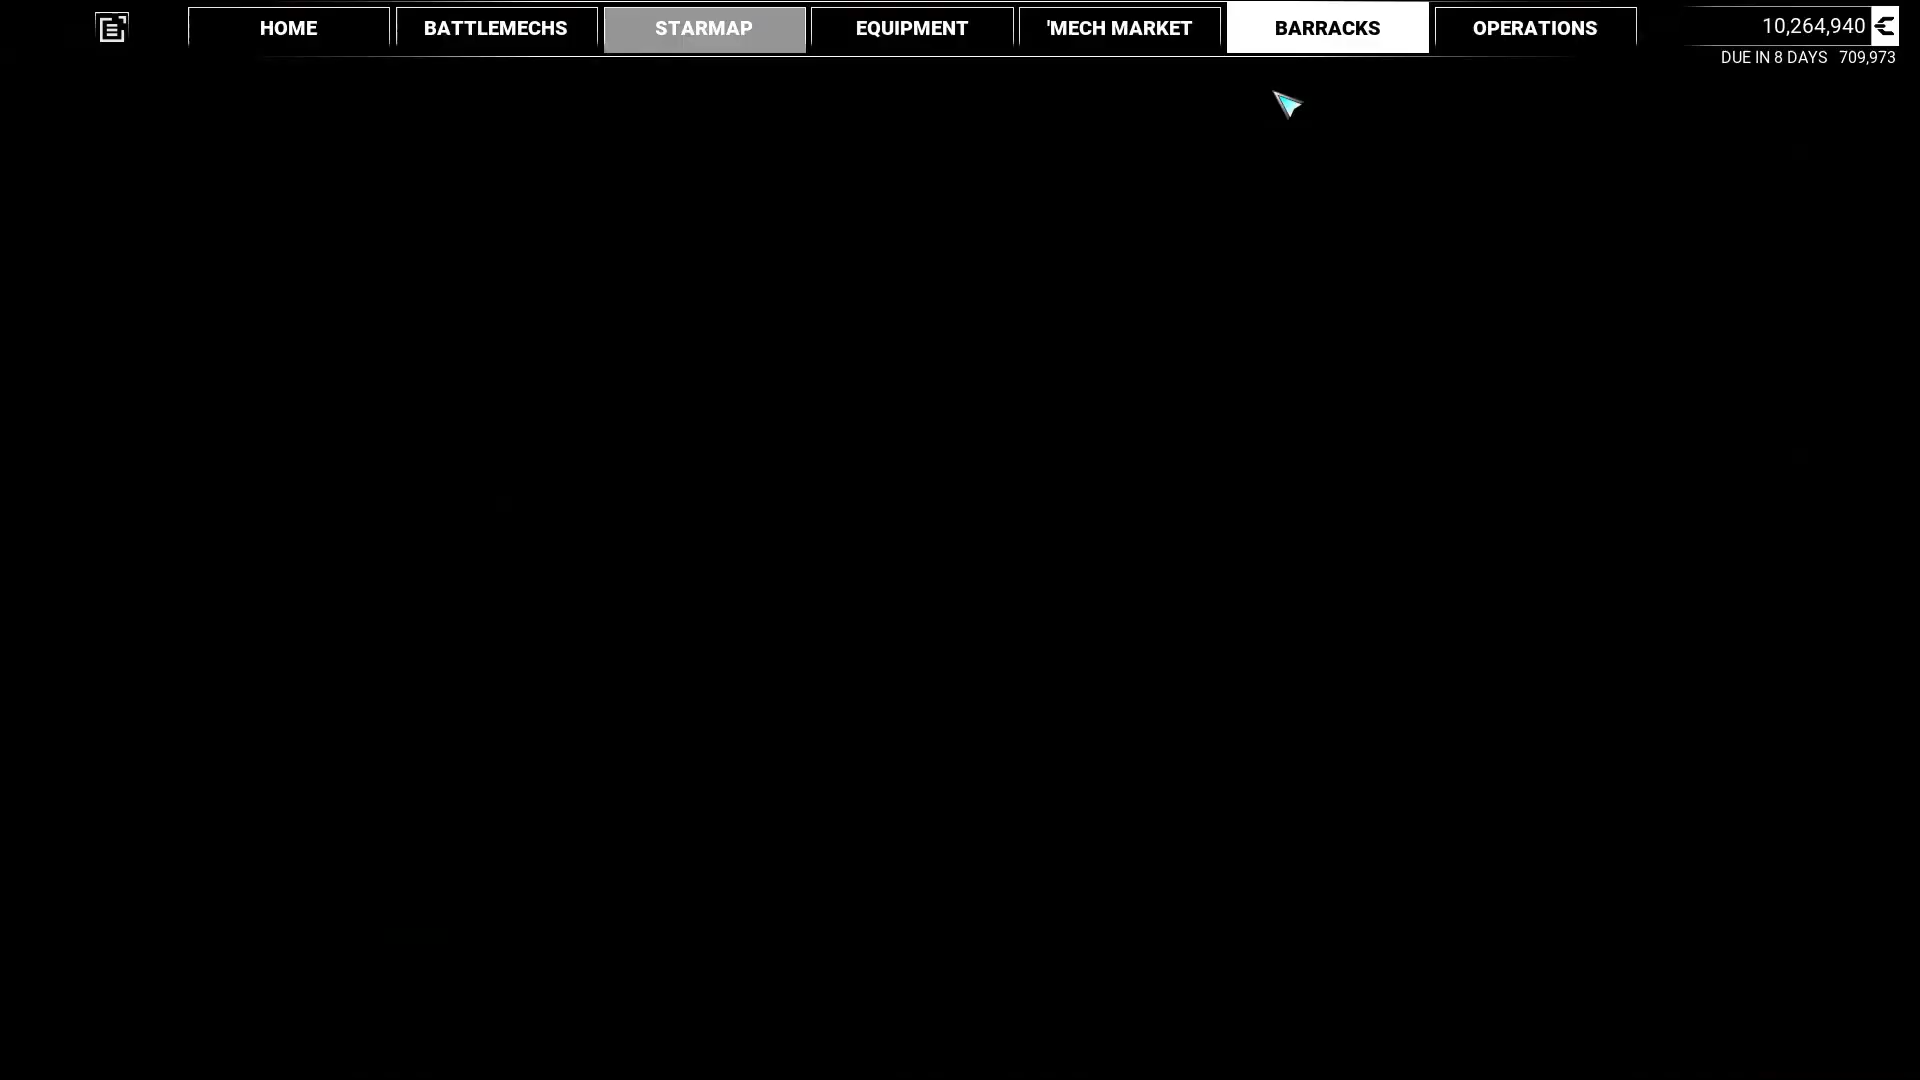 HOME
BATTLEMECHS
STARMAP
EQUIPMENT
'MECH MARKET
BARRACKS
OPERATIONS
10,264,940
DUE IN 8 DAYS 709,973